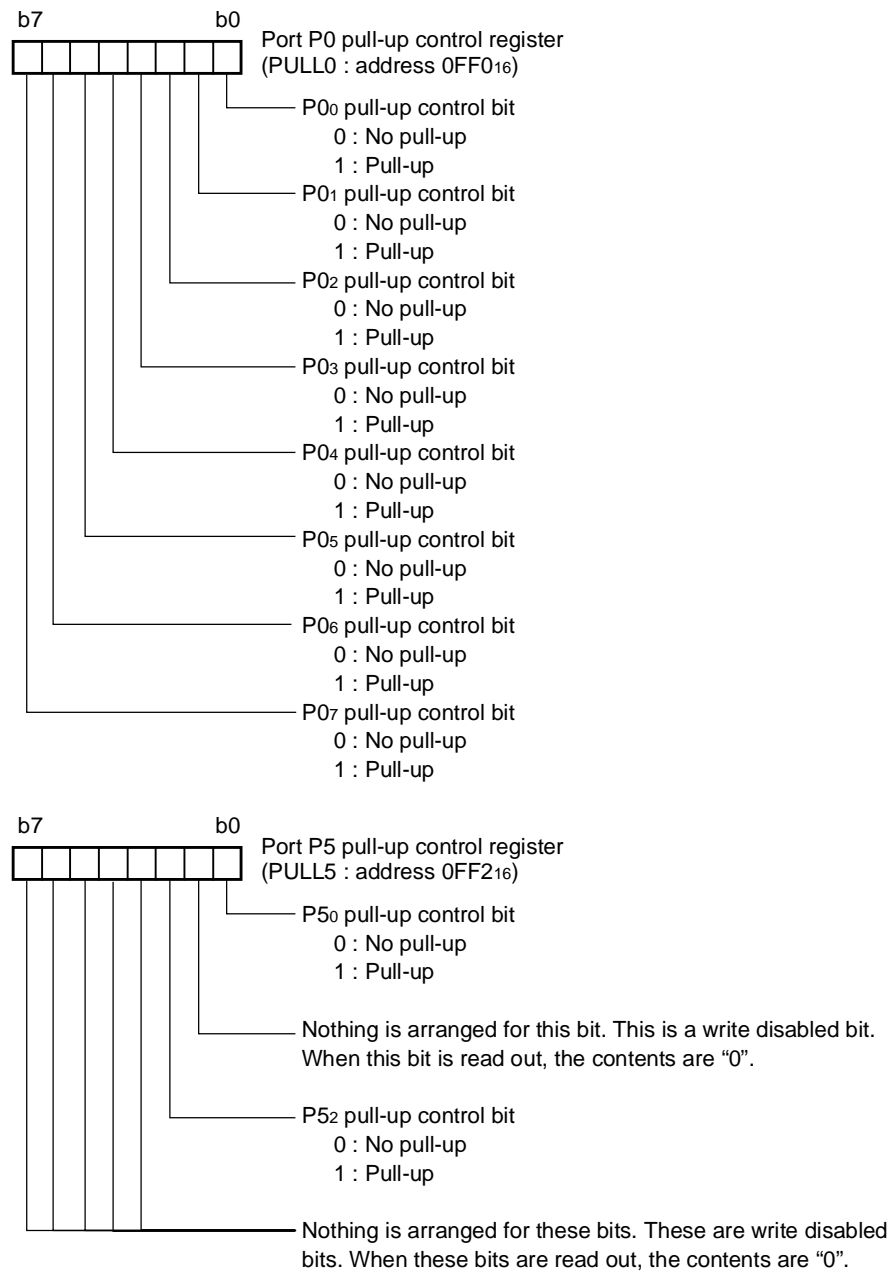 b7 b0
Port P0 pull-up control register
(PULL0 : address 0FF016)
P00 pull-up control bit
0 : No pull-up
1 : Pull-up
P01 pull-up control bit
0 : No pull-up
1 : Pull-up
P02 pull-up control bit
0 : No pull-up
1 : Pull-up
P03 pull-up control bit
0 : No pull-up
1 : Pull-up
P04 pull-up control bit
0 : No pull-up
1 : Pull-up
P05 pull-up control bit
0 : No pull-up
1 : Pull-up
P06 pull-up control bit
0 : No pull-up
1 : Pull-up
P07 pull-up control bit
0 : No pull-up
1 : Pull-up
b7 b0
Port P5 pull-up control register
(PULL5 : address 0FF216)
P50 pull-up control bit
0 : No pull-up
1 : Pull-up
Nothing is arranged for this bit. This is a write disabled bit.
When this bit is read out, the contents are “0”.
P52 pull-up control bit
0 : No pull-up
1 : Pull-up
Nothing is arranged for these bits. These are write disabled
bits. When these bits are read out, the contents are “0”.